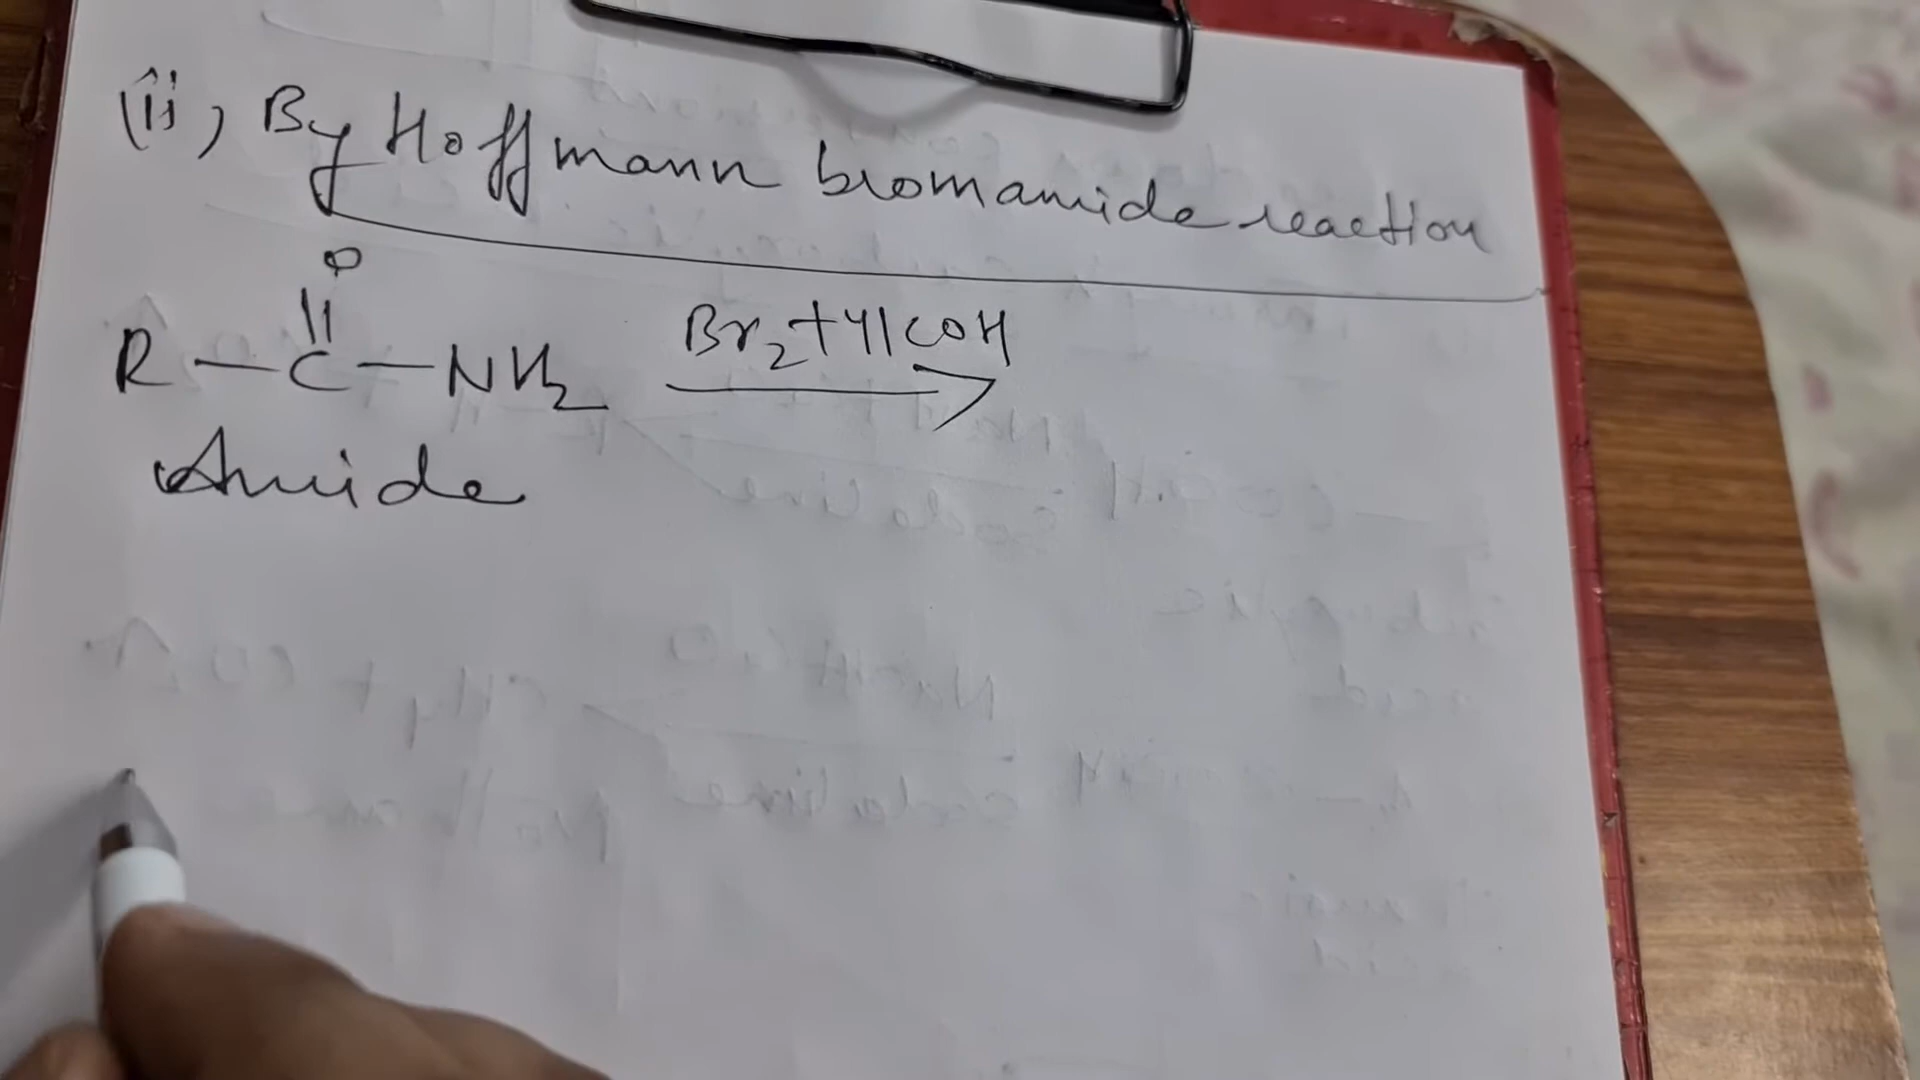 (ii) By Hoffmann bromamide reaction
O
||
R — C — NH2 Br2 + 4KOH
Amide